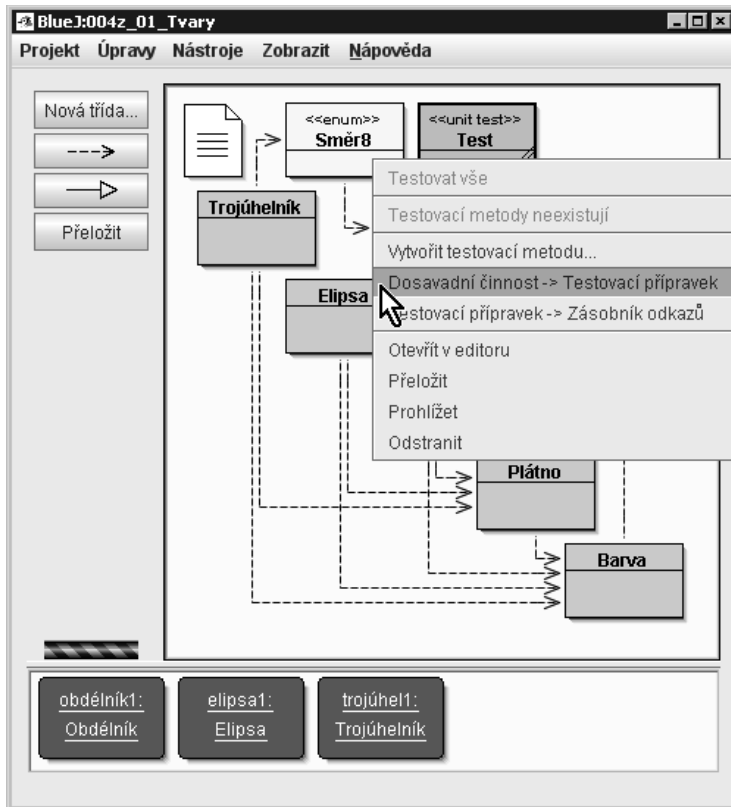 BlueJ:004z_01_Tvary
Projekt Úpravy Nástroje Zobrazit Nápověda
Nová třída...
Přeložit
<<enum>>
Směr8
<<unit test>>
Test
Trojúhelník
Elipsa
Testovat vše
Testovací metody neexistují
Vytvořit testovací metodu...
Dosavadní činnost -> Testovací přípravek
estovací přípravek -> Zásobník odkazů
Otevřít v editoru
Přeložit
Prohlížet
Odstranit
Plátno
Barva
obdélník1:
Obdélník
elipsa1:
Elipsa
trojúhel1:
Trojúhelník